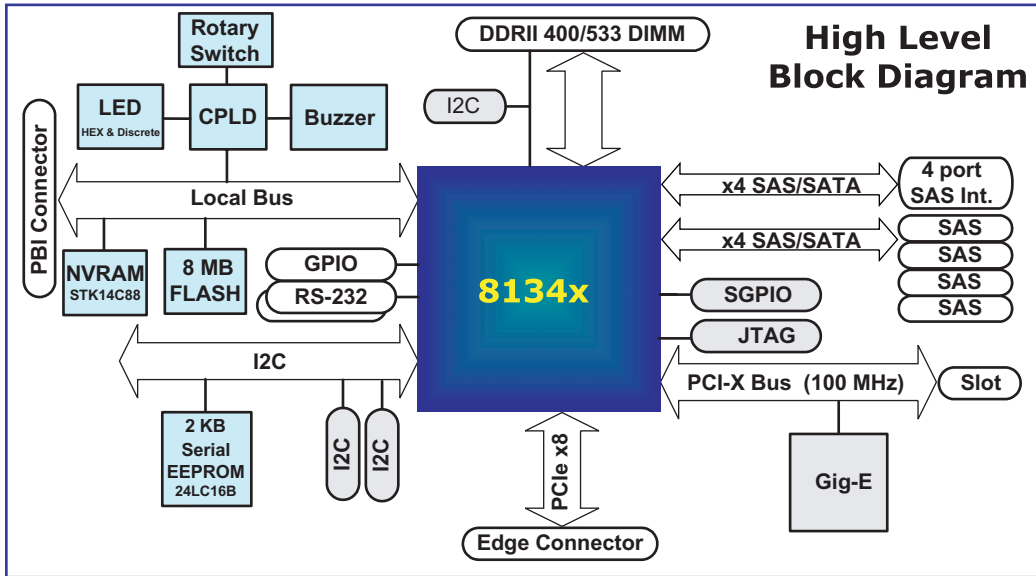 High Level
Block Diagram
Rotary
Switch
DDRII 400/533 DIMM
LED
HEX & Discrete
CPLD
Buzzer
I2C
PBI Connector
Local Bus
x4 SAS/SATA
4 port
SAS Int.
x4 SAS/SATA
SAS
SAS
SAS
SAS
NVRAM
STK14C88
8 MB
FLASH
GPIO
RS-232
8134x
SGPIO
JTAG
I2C
PCI-X Bus (100 MHz)
Slot
2 KB
Serial
EEPROM
24LC16B
I2C
I2C
PCIe x8
Gig-E
Edge Connector